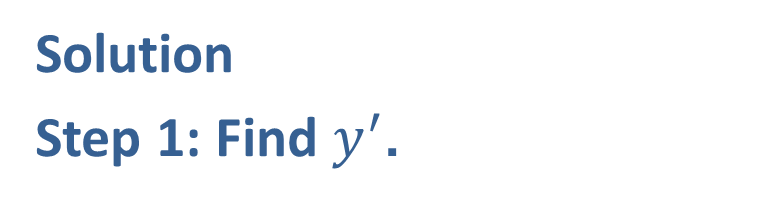 Solution
Step 1: Find y′.